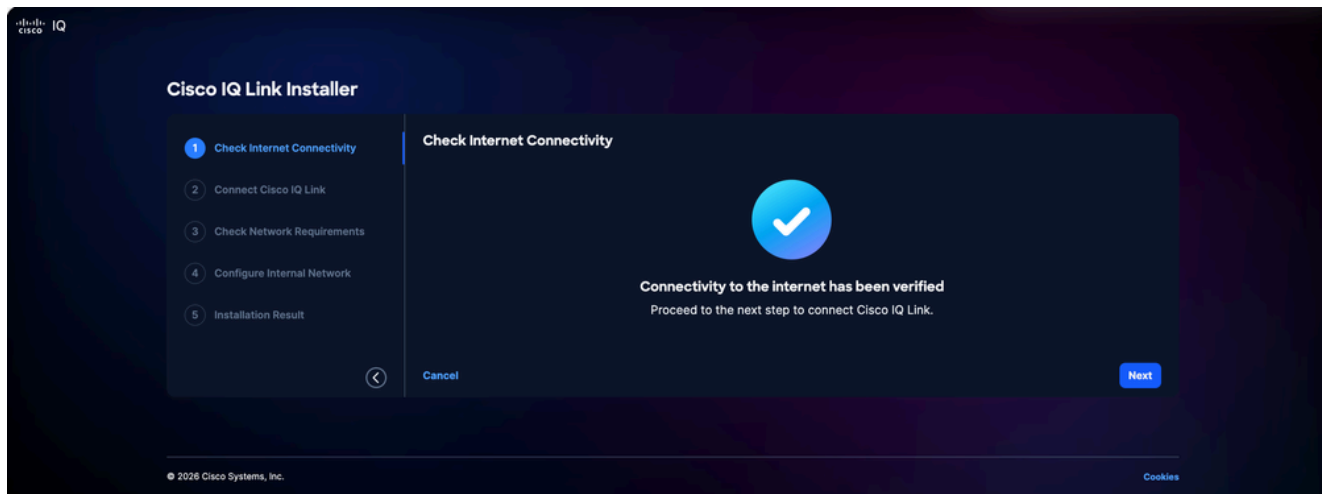 cisco IQ
Cisco IQ Link Installer
1 Check Internet Connectivity
2 Connect Cisco IQ Link
3 Check Network Requirements
4 Configure Internal Network
5 Installation Result
Check Internet Connectivity
Connectivity to the internet has been verified
Proceed to the next step to connect Cisco IQ Link.
Cancel
Next
© 2026 Cisco Systems, Inc.
Cookies